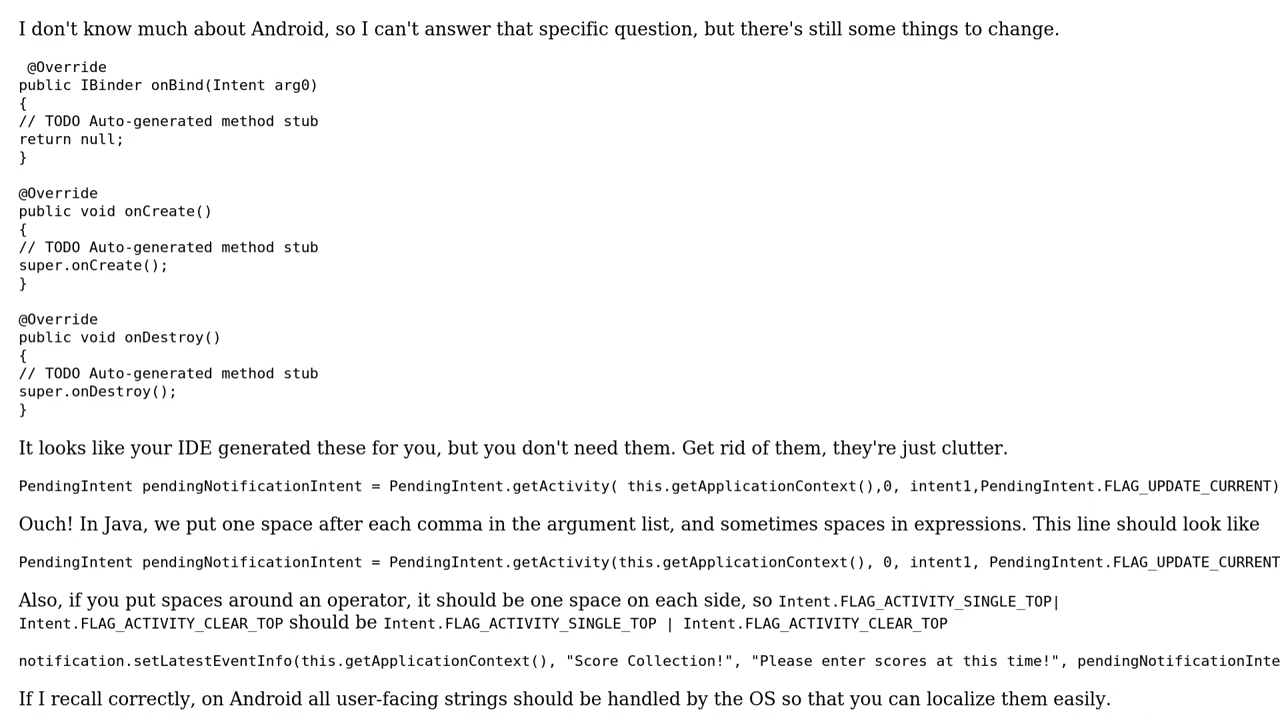 I don't know much about Android, so I can't answer that specific question, but there's still some things to change.
@Override
public IBinder onBind(Intent arg0)
{
// TODO Auto-generated method stub
return null;
}
@Override
public void onCreate()
{
// TODO Auto-generated method stub
super.onCreate();
}
@Override
public void onDestroy()
{
// TODO Auto-generated method stub
super.onDestroy();
}
It looks like your IDE generated these for you, but you don't need them. Get rid of them, they're just clutter.
PendingIntent pendingNotificationIntent = PendingIntent.getActivity( this.getApplicationContext(),0, intent1,PendingIntent.FLAG_UPDATE_CURRENT)
Ouch! In Java, we put one space after each comma in the argument list, and sometimes spaces in expressions. This line should look like
PendingIntent pendingNotificationIntent = PendingIntent.getActivity(this.getApplicationContext(), 0, intent1, PendingIntent.FLAG_UPDATE_CURRENT
Also, if you put spaces around an operator, it should be one space on each side, so Intent.FLAG_ACTIVITY_SINGLE_TOP|
Intent.FLAG_ACTIVITY_CLEAR_TOP should be Intent.FLAG_ACTIVITY_SINGLE_TOP | Intent.FLAG_ACTIVITY_CLEAR_TOP
notification.setLatestEventInfo(this.getApplicationContext(), "Score Collection!", "Please enter scores at this time!", pendingNotificationInte
If I recall correctly, on Android all user-facing strings should be handled by the OS so that you can localize them easily.